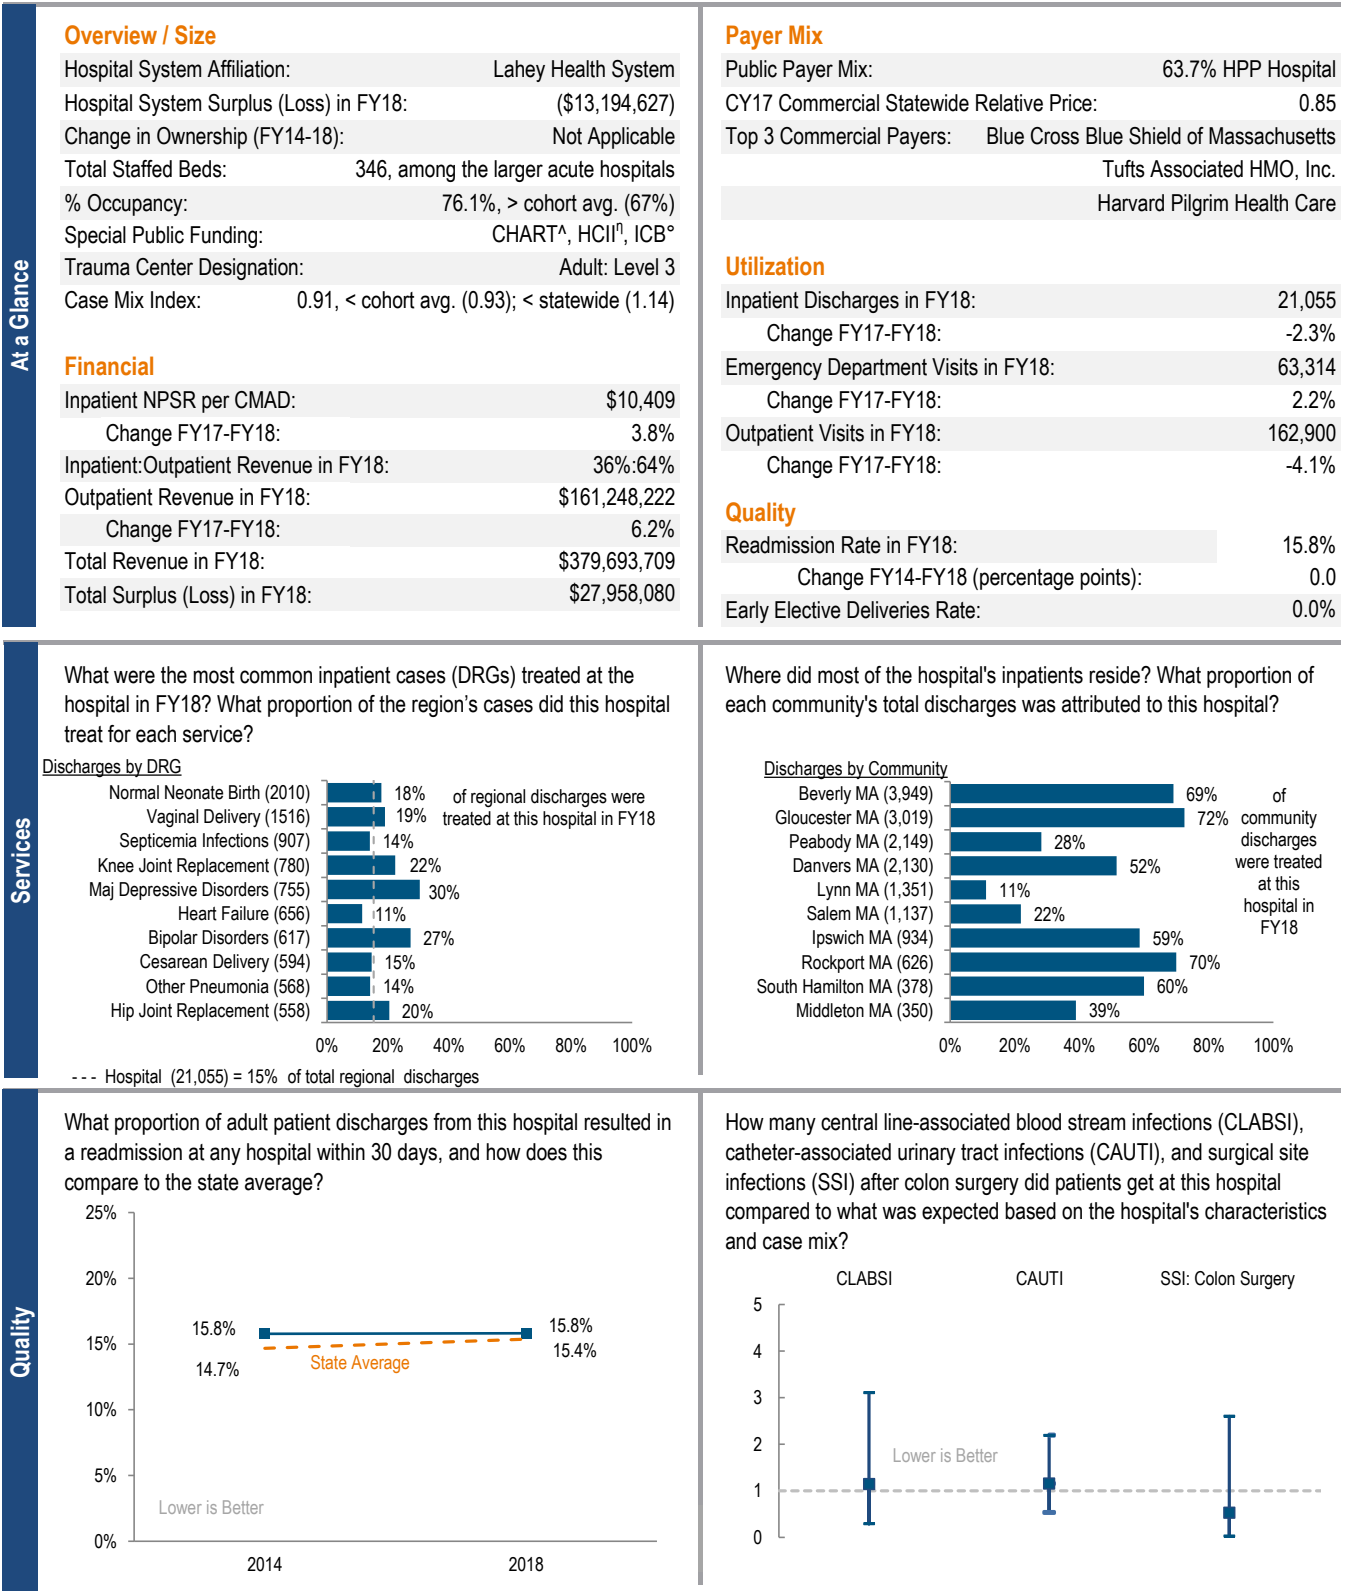 At a Glance
Overview / Size
Hospital System Affiliation: Lahey Health System
Hospital System Surplus (Loss) in FY18: ($13,194,627)
Change in Ownership (FY14-18): Not Applicable
Total Staffed Beds: 346, among the larger acute hospitals
% Occupancy: 76.1%, > cohort avg. (67%)
Special Public Funding: CHART^, HCIIη, ICB°
Trauma Center Designation: Adult: Level 3
Case Mix Index: 0.91, < cohort avg. (0.93); < statewide (1.14)
Financial
Inpatient NPSR per CMAD: $10,409
Change FY17-FY18: 3.8%
Inpatient:Outpatient Revenue in FY18: 36%:64%
Outpatient Revenue in FY18: $161,248,222
Change FY17-FY18: 6.2%
Total Revenue in FY18: $379,693,709
Total Surplus (Loss) in FY18: $27,958,080
Payer Mix
Public Payer Mix: 63.7% HPP Hospital
CY17 Commercial Statewide Relative Price: 0.85
Top 3 Commercial Payers: Blue Cross Blue Shield of Massachusetts
Tufts Associated HMO, Inc.
Harvard Pilgrim Health Care
Utilization
Inpatient Discharges in FY18: 21,055
Change FY17-FY18: -2.3%
Emergency Department Visits in FY18: 63,314
Change FY17-FY18: 2.2%
Outpatient Visits in FY18: 162,900
Change FY17-FY18: -4.1%
Quality
Readmission Rate in FY18: 15.8%
Change FY14-FY18 (percentage points): 0.0
Early Elective Deliveries Rate: 0.0%
Services
What were the most common inpatient cases (DRGs) treated at the
hospital in FY18? What proportion of the region's cases did this hospital
treat for each service?
Discharges by DRG
Normal Neonate Birth (2010) 18%
Vaginal Delivery (1516) 19%
Septicemia Infections (907) 14%
Knee Joint Replacement (780) 22%
Maj Depressive Disorders (755) 30%
Heart Failure (656) 11%
Bipolar Disorders (617) 27%
Cesarean Delivery (594) 15%
Other Pneumonia (568) 14%
Hip Joint Replacement (558) 20%
of regional discharges were
treated at this hospital in FY18
0% 20% 40% 60% 80% 100%
- - - Hospital (21,055) = 15% of total regional discharges
Where did most of the hospital's inpatients reside? What proportion of
each community's total discharges was attributed to this hospital?
Discharges by Community
Beverly MA (3,949) 69%
Gloucester MA (3,019) 72%
Peabody MA (2,149) 28%
Danvers MA (2,130) 52%
Lynn MA (1,351) 11%
Salem MA (1,137) 22%
Ipswich MA (934) 59%
Rockport MA (626) 70%
South Hamilton MA (378) 60%
Middleton MA (350) 39%
of
community
discharges
were treated
at this
hospital in
FY18
0% 20% 40% 60% 80% 100%
Quality
What proportion of adult patient discharges from this hospital resulted in
a readmission at any hospital within 30 days, and how does this
compare to the state average?
25%
20%
15%
10%
5%
0%
15.8%
14.7%
State Average
15.8%
15.4%
Lower is Better
2014 2018
How many central line-associated blood stream infections (CLABSI),
catheter-associated urinary tract infections (CAUTI), and surgical site
infections (SSI) after colon surgery did patients get at this hospital
compared to what was expected based on the hospital's characteristics
and case mix?
CLABSI CAUTI SSI: Colon Surgery
5
4
3
2
1
0
Lower is Better